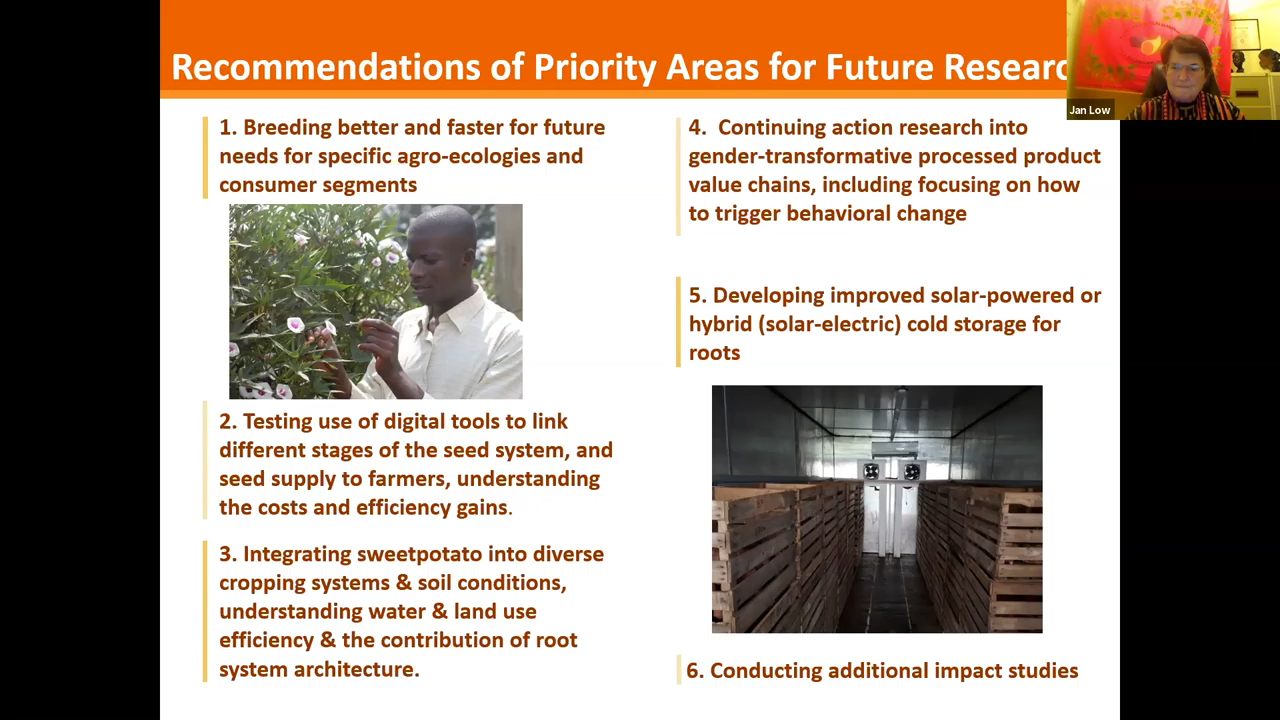 Recommendations of Priority Areas for Future Researc
Jan Low
1. Breeding better and faster for future
needs for specific agro-ecologies and
consumer segments
2. Testing use of digital tools to link
different stages of the seed system, and
seed supply to farmers, understanding
the costs and efficiency gains.
3. Integrating sweetpotato into diverse
cropping systems & soil conditions,
understanding water & land use
efficiency & the contribution of root
system architecture.
4. Continuing action research into
gender-transformative processed product
value chains, including focusing on how
to trigger behavioral change
5. Developing improved solar-powered or
hybrid (solar-electric) cold storage for
roots
6. Conducting additional impact studies